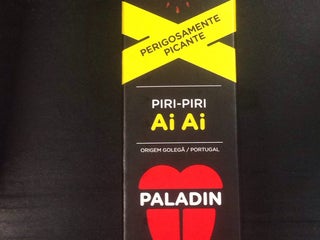 PERIGOSAMENTE
PICANTE
PIRI-PIRI
Ai Ai
ORIGEM GOLEGÃ / PORTUGAL
PALADIN